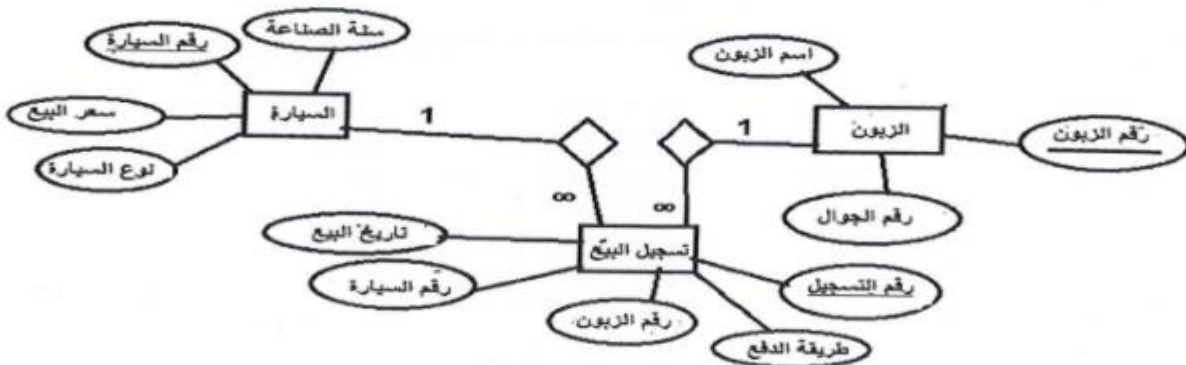 سنة الصناعة
رقم السيارة
اسم الزبون
سعر البيع
السيارة
1
1
الزبون
رقم الزبون
نوع السيارة
∞
∞
رقم الجوال
تاريخ البيع
تسجيل البيع
رقم السيارة
رقم التسجيل
رقم الزبون
طريقة الدفع